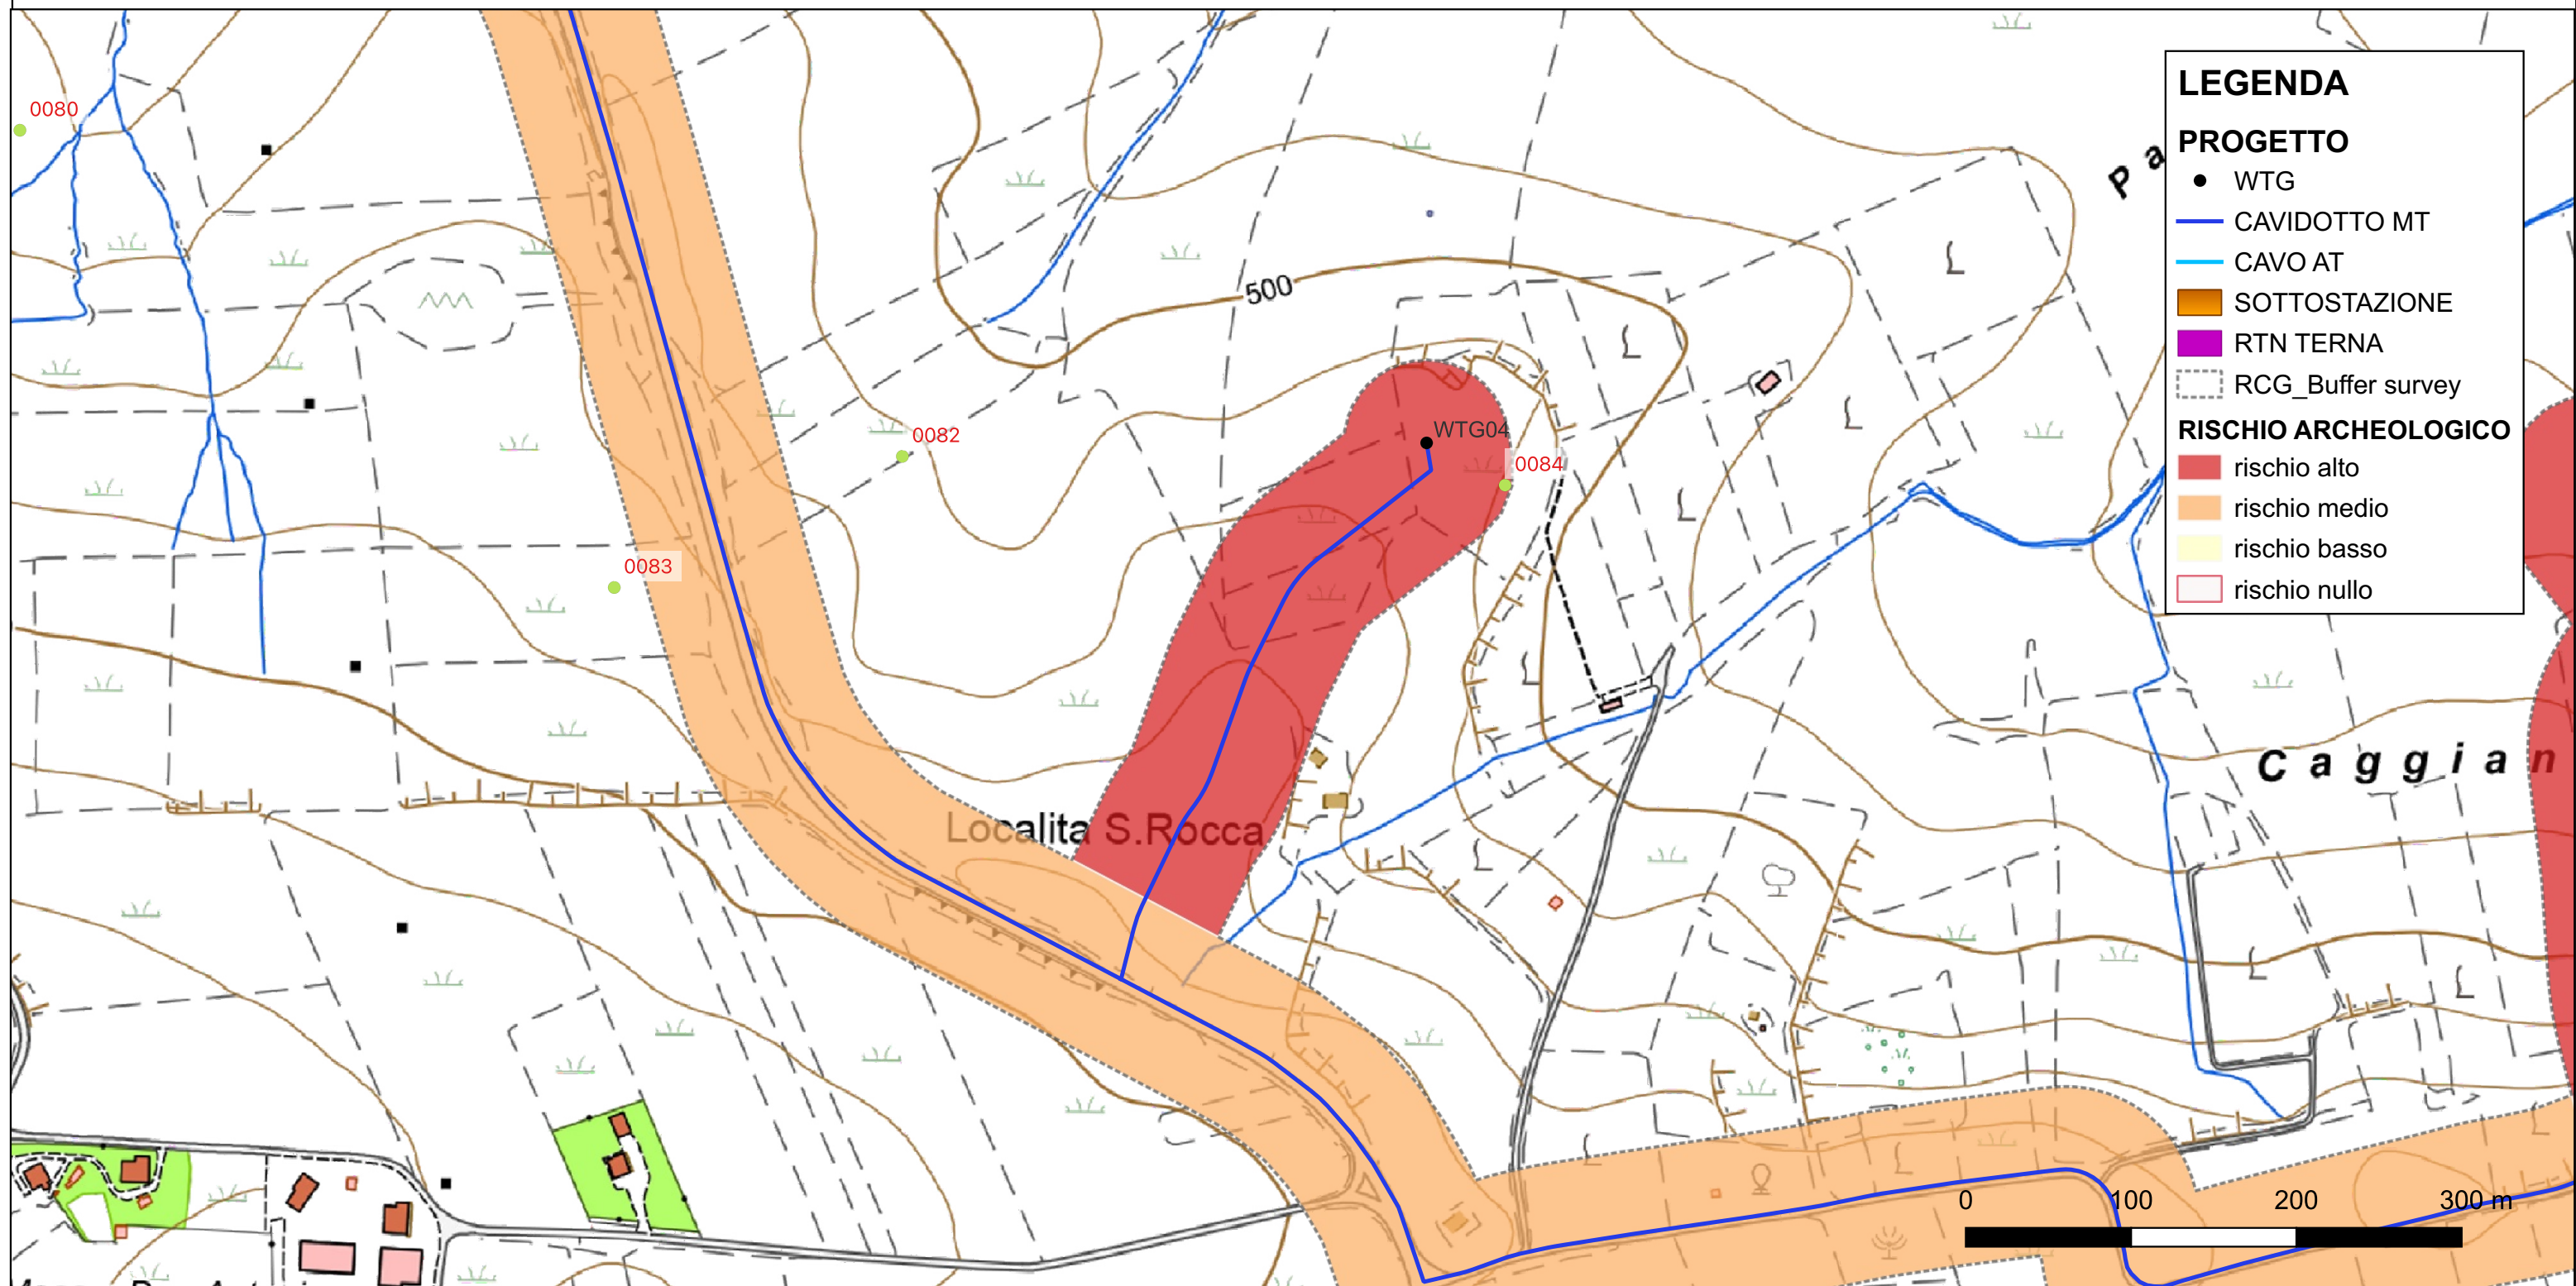 0080
P a
500
0082
WTG04
0084
0083
Localita S.Rocca
C a g g i a n
LEGENDA
PROGETTO
WTG
CAVIDOTTO MT
CAVO AT
SOTTOSTAZIONE
RTN TERNA
RCG_Buffer survey
RISCHIO ARCHEOLOGICO
rischio alto
rischio medio
rischio basso
rischio nullo
0 100 200 300 m